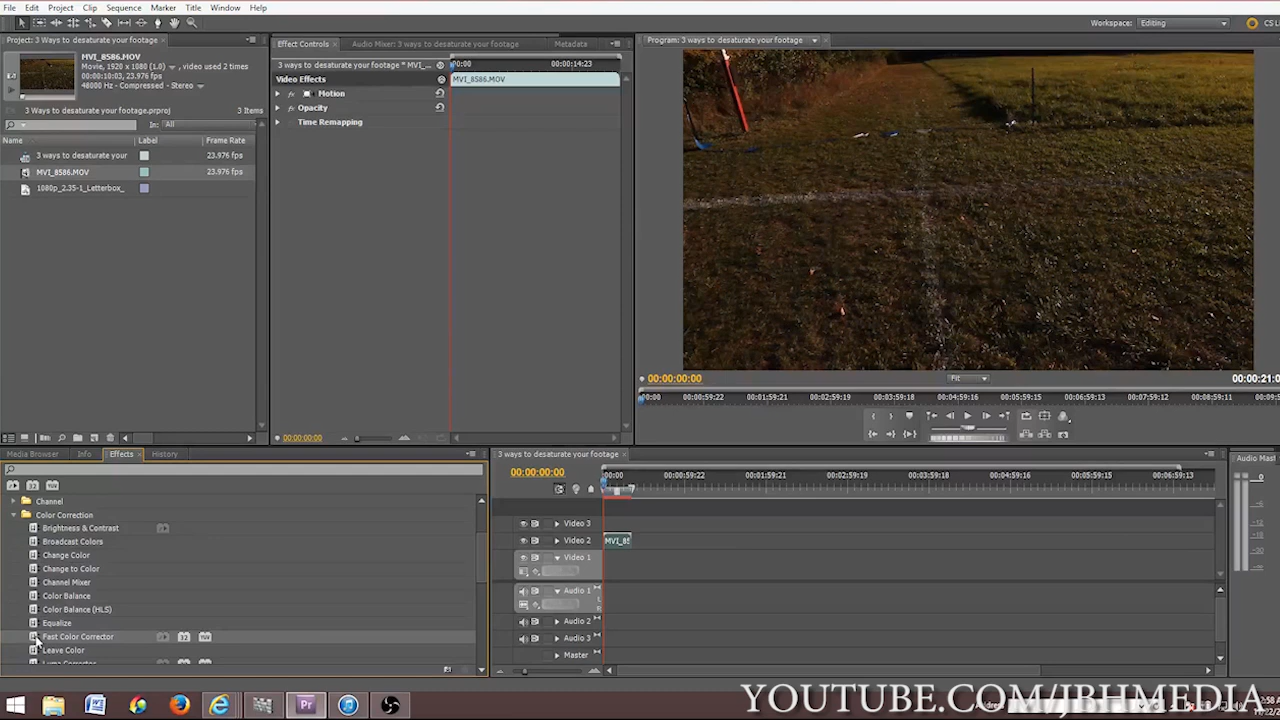 File Edit Project Clip Sequence Marker Title Window Help
Workspace: Editing
CS Li
Project: 3 Ways to desaturate your footage
MVI_8586.MOV
Movie, 1920 x 1080 (1.0) , video used 2 times
00:00:10:03, 23.976 fps
48000 Hz - Compressed - Stereo
3 Ways to desaturate your footage.prproj
3 Items
In: All
Name Label Frame Rate
3 ways to desaturate your 23.976 fps
MVI_8586.MOV 23.976 fps
1080p_2.35-1_Letterbox_
Effect Controls Audio Mixer: 3 ways to desaturate your footage Metadata
3 ways to desaturate your footage * MVI_... 00:00 00:00:14:23
Video Effects MVI_8586.MOV
Motion
Opacity
Time Remapping
00:00:00:00
Program: 3 ways to desaturate your footage
00:00:00:00 Fit 00:00:21:0
00:00 00:00:59:22 00:01:59:21 00:02:59:19 00:03:59:18 00:04:59:16 00:05:59:15 00:06:59:13 00:07:59:12 00:08:59:11 00:09:5
Media Browser Info Effects History
Channel
Color Correction
Brightness & Contrast
Broadcast Colors
Change Color
Change to Color
Channel Mixer
Color Balance
Color Balance (HLS)
Equalize
Fast Color Corrector 32 YUV
Leave Color
Luma Corrector
3 ways to desaturate your footage
00:00:00:00
00:00 00:00:59:22 00:01:59:21 00:02:59:19 00:03:59:18 00:04:59:16 00:05:59:15 00:06:59:13
Video 3
Video 2 MVI_85
Video 1
Audio 1 L R
Audio 2
Audio 3
Master
Audio Mast
0
-6
-12
-18
YOUTUBE.COM/JBHMEDIA